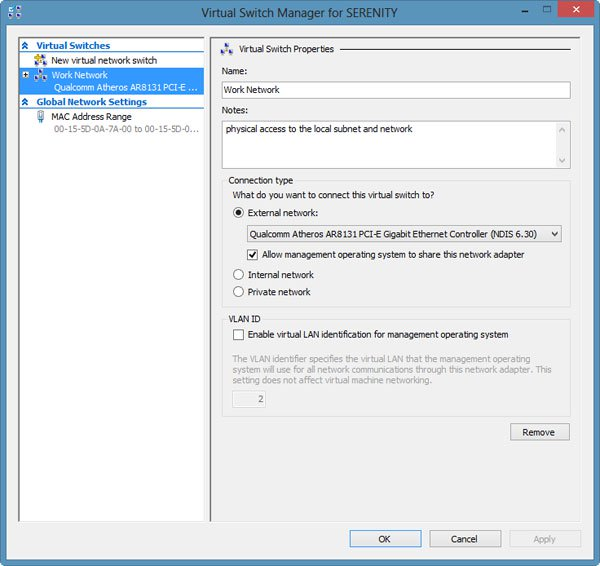 Virtual Switch Manager for SERENITY
Virtual Switches
New virtual network switch
Work Network
Qualcomm Atheros AR8131 PCI-E ...
Global Network Settings
MAC Address Range
00-15-5D-0A-7A-00 to 00-15-5D-0...
Virtual Switch Properties
Name:
Work Network
Notes:
physical access to the local subnet and network
Connection type
What do you want to connect this virtual switch to?
External network:
Qualcomm Atheros AR8131 PCI-E Gigabit Ethernet Controller (NDIS 6.30)
Allow management operating system to share this network adapter
Internal network
Private network
VLAN ID
Enable virtual LAN identification for management operating system
The VLAN identifier specifies the virtual LAN that the management operating
system will use for all network communications through this network adapter. This
setting does not affect virtual machine networking.
2
Remove
OK
Cancel
Apply